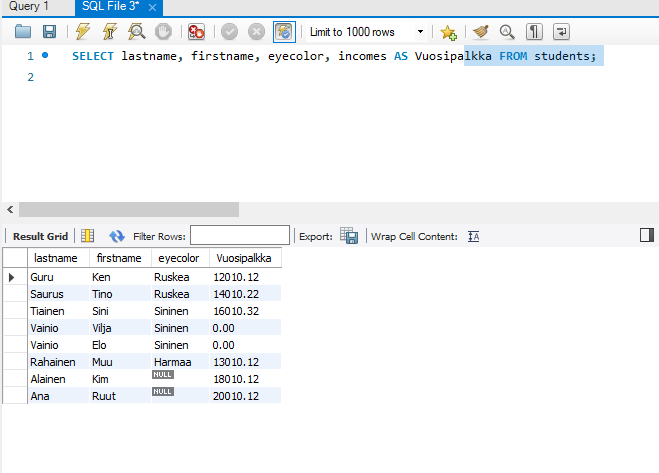 Query 1 SQL File 3*
Limit to 1000 rows
1 SELECT lastname, firstname, eyecolor, incomes AS Vuosipalkka FROM students;
2
Result Grid Filter Rows: Export: Wrap Cell Content:
lastname firstname eyecolor Vuosipalkka
Guru Ken Ruskea 12010.12
Saurus Tino Ruskea 14010.22
Tiainen Sini Sininen 16010.32
Vainio Vilja Sininen 0.00
Vainio Elo Sininen 0.00
Rahainen Muu Harmaa 13010.12
Alainen Kim NULL 18010.12
Ana Ruut NULL 20010.12